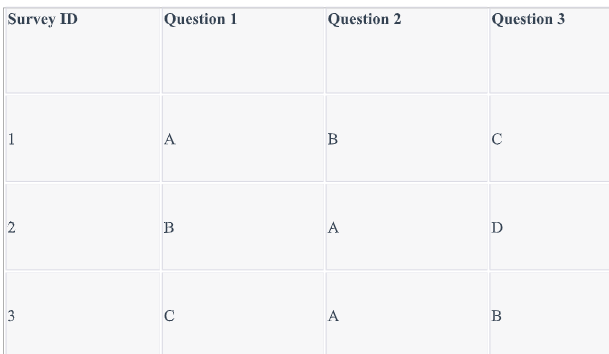 Survey ID Question 1 Question 2 Question 3
1 A B C
2 B A D
3 C A B